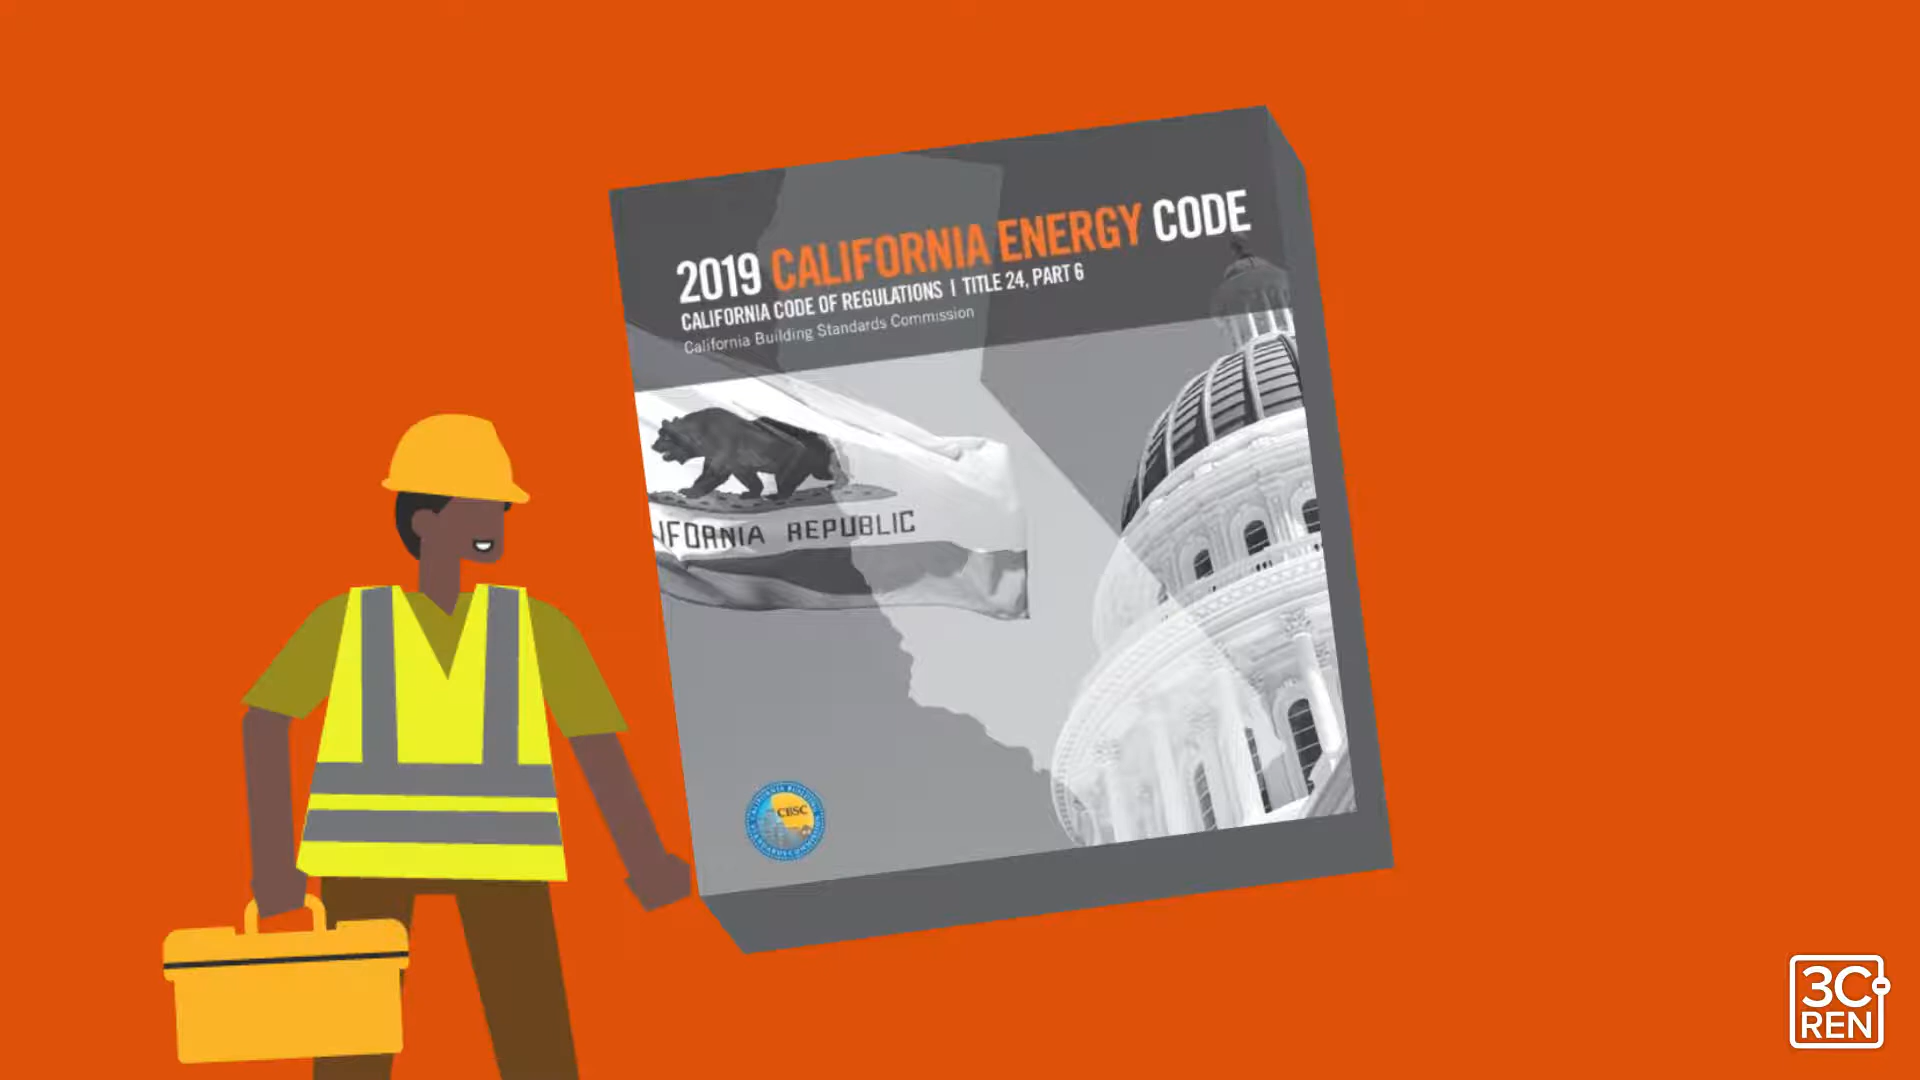 2019 CALIFORNIA ENERGY CODE
CALIFORNIA CODE OF REGULATIONS | TITLE 24, PART 6
California Building Standards Commission
IFORNIA REPUBLIC
CBSC
3C
REN